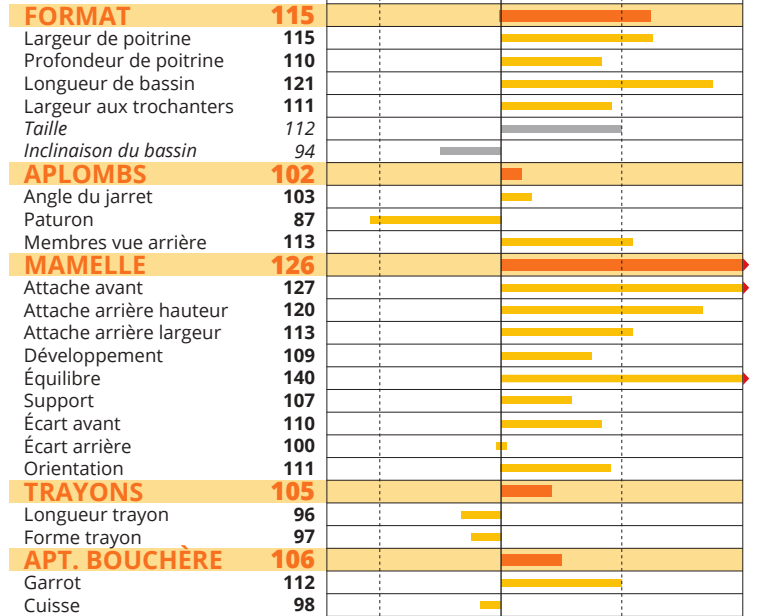 FORMAT 115
Largeur de poitrine 115
Profondeur de poitrine 110
Longueur de bassin 121
Largeur aux trochanters 111
Taille 112
Inclinaison du bassin 94
APLOMBS 102
Angle du jarret 103
Paturon 87
Membres vue arrière 113
MAMELLE 126
Attache avant 127
Attache arrière hauteur 120
Attache arrière largeur 113
Développement 109
Équilibre 140
Support 107
Écart avant 110
Écart arrière 100
Orientation 111
TRAYONS 105
Longueur trayon 96
Forme trayon 97
APT. BOUCHÈRE 106
Garrot 112
Cuisse 98